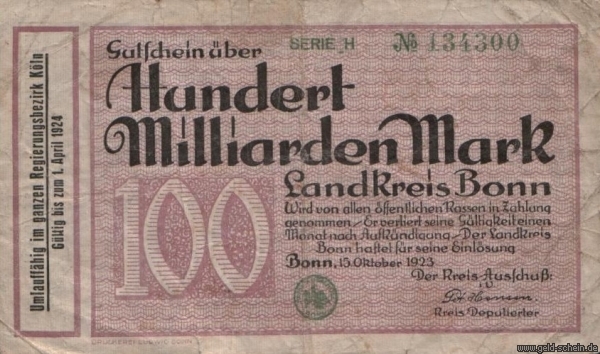 Gutschein über
SERIE H
№ 134300
Hundert
Milliarden Mark
100
Landkreis Bonn
Wird von allen öffentlichen Kassen in Zahlung
genommen. - Er verliert seine Gültigkeit einen
Monat nach Aufkündigung. - Der Landkreis
Bonn haftet für seine Einlösung
Bonn, 15. Oktober 1923
Der Kreis-Ausschuß:
Kreis Deputierter
Umlauffähig im ganzen Regierungsbezirk Köln
Gültig bis zum 1. April 1924
www.geld-schein.de